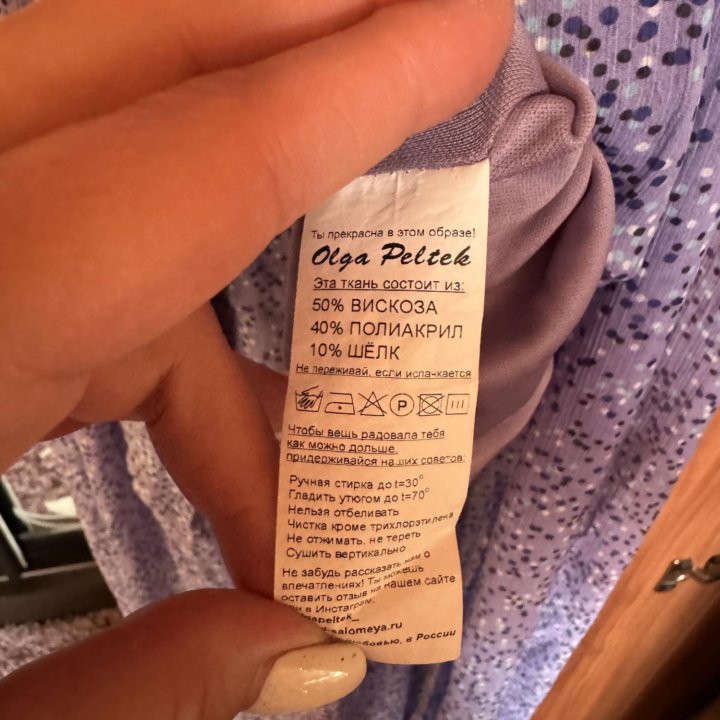 Ты прекрасна в этом образе!
Olga Peltek
Эта ткань состоит из:
50% ВИСКОЗА
40% ПОЛИАКРИЛ
10% ШЁЛК
Не переживай, если испачкается
P
Чтобы вещь радовала тебя
как можно дольше,
придерживайся наших советов:
Ручная стирка до t=30°
Гладить утюгом до t=70°
Нельзя отбеливать
Чистка кроме трихлорэтилена
Не отжимать, не тереть
Сушить вертикально
Не забудь рассказать нам о
впечатлениях! Ты можешь
оставить отзыв на нашем сайте
или в Инстаграм,
в России